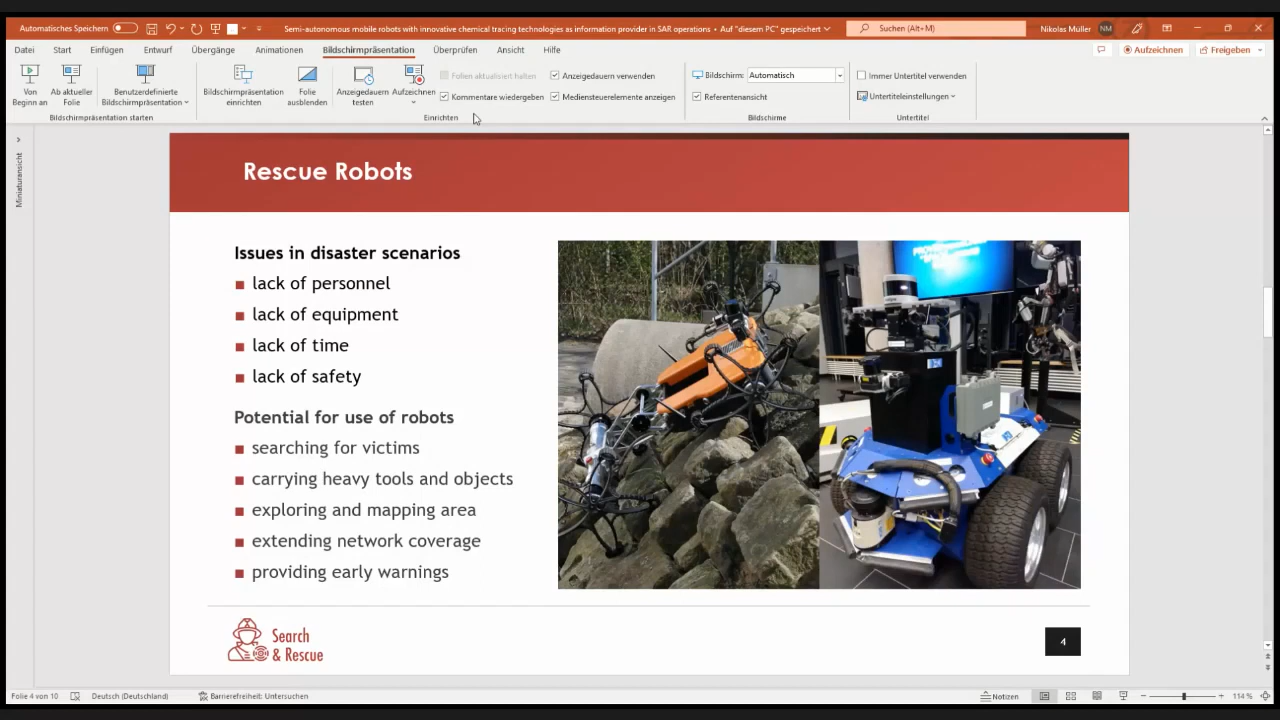 Automatisches Speichern
Semi-autonomous mobile robots with innovative chemical tracing technologies as information provider in SAR operations • Auf "diesem PC" gespeichert
Suchen (Alt+M)
Nikolas Müller
NM
Datei
Start
Einfügen
Entwurf
Übergänge
Animationen
Bildschirmpräsentation
Überprüfen
Ansicht
Hilfe
Aufzeichnen
Freigeben
Von Beginn an
Ab aktueller Folie
Benutzerdefinierte Bildschirmpräsentation
Bildschirmpräsentation starten
Bildschirmpräsentation einrichten
Folie ausblenden
Anzeigedauern testen
Aufzeichnen
Folien aktualisiert halten
Kommentare wiedergeben
Anzeigedauern verwenden
Mediensteuerelemente anzeigen
Einrichten
Bildschirm:
Automatisch
Referentenansicht
Bildschirme
Immer Untertitel verwenden
Untertiteleinstellungen
Untertitel
Miniaturansicht
Rescue Robots
Issues in disaster scenarios
lack of personnel
lack of equipment
lack of time
lack of safety
Potential for use of robots
searching for victims
carrying heavy tools and objects
exploring and mapping area
extending network coverage
providing early warnings
Search
& Rescue
4
Folie 4 von 10
Deutsch (Deutschland)
Barrierefreiheit: Untersuchen
Notizen
114 %